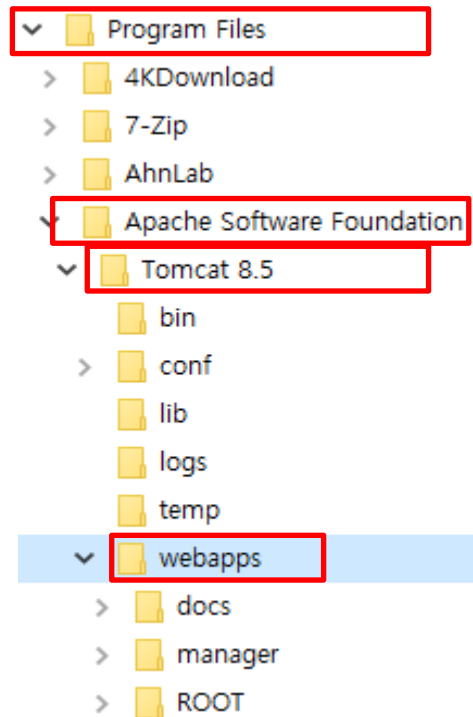 Program Files
4KDownload
7-Zip
AhnLab
Apache Software Foundation
Tomcat 8.5
bin
conf
lib
logs
temp
webapps
docs
manager
ROOT